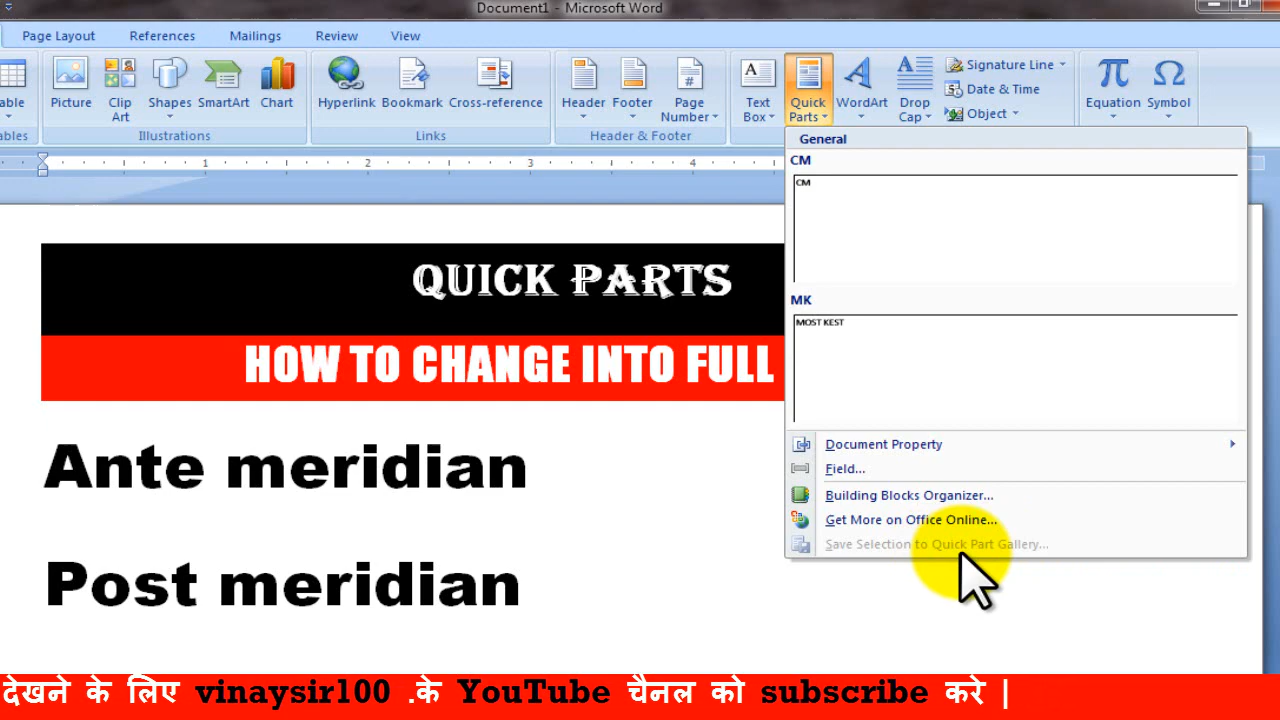 Document1 - Microsoft Word
Page Layout References Mailings Review View
Picture Clip Art Shapes SmartArt Chart Hyperlink Bookmark Cross-reference Header Footer Page Number Text Box Quick Parts WordArt Drop Cap Signature Line Equation Symbol
Date & Time
Object
Illustrations Links Header & Footer
General
1 2 3 4
CM
CM
MK
MOST KEST
Document Property
Field...
Building Blocks Organizer...
Get More on Office Online...
Save Selection to Quick Part Gallery...
QUICK PARTS
HOW TO CHANGE INTO FULL
Ante meridian
Post meridian
देखने के लिए vinaysir100 .के YouTube चैनल को subscribe करे |